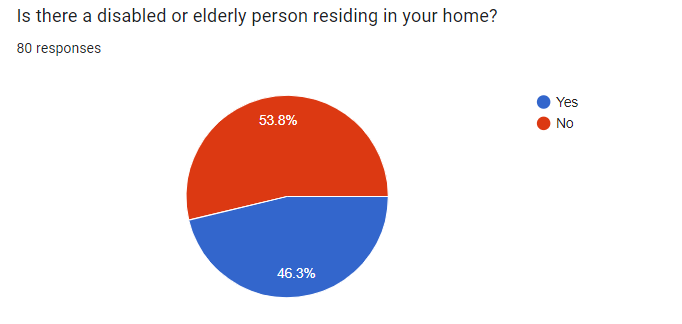 Is there a disabled or elderly person residing in your home?
80 responses
Yes
No
53.8%
46.3%